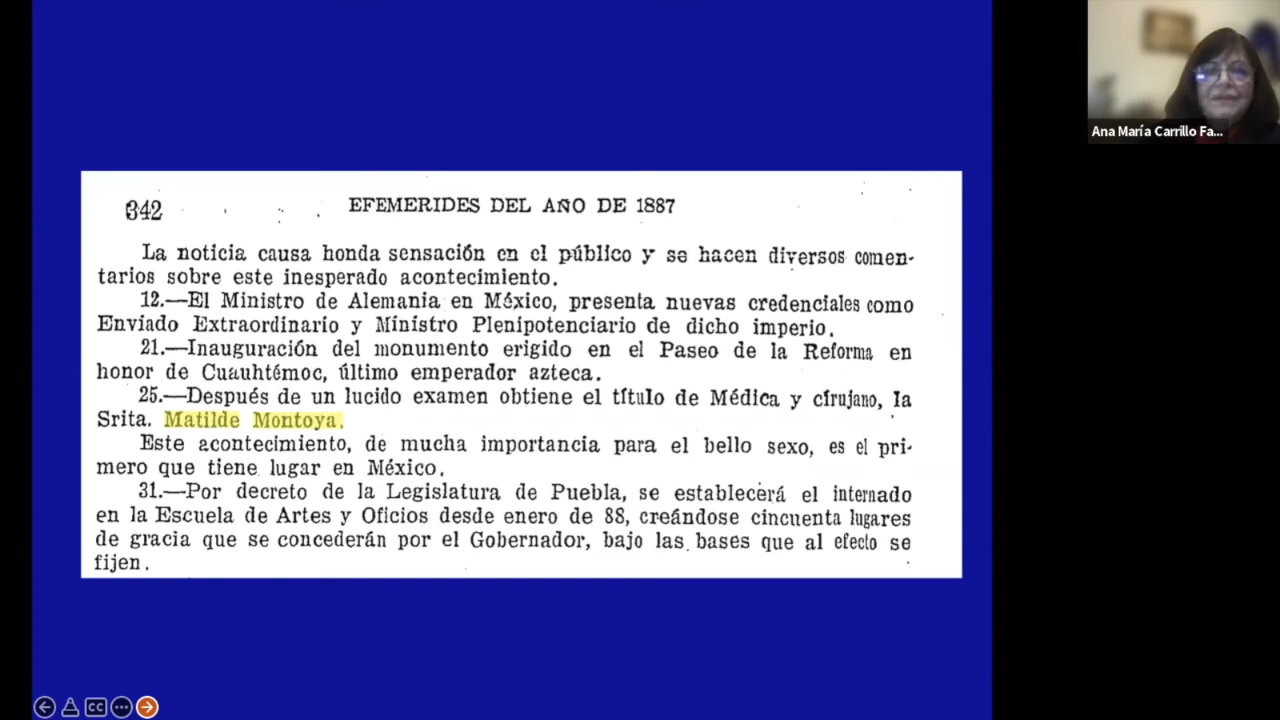 Ana María Carrillo Fa...
342
EFEMERIDES DEL AÑO DE 1887
La noticia causa honda sensación en el público y se hacen diversos comen-
tarios sobre este inesperado acontecimiento.
12.—El Ministro de Alemania en México, presenta nuevas credenciales como
Enviado Extraordinario y Ministro Plenipotenciario de dicho imperio.
21.—Inauguración del monumento erigido en el Paseo de la Reforma en
honor de Cuauhtémoc, último emperador azteca.
25.—Después de un lucido examen obtiene el título de Médica y cirujano, la
Srita. Matilde Montoya.
Este acontecimiento, de mucha importancia para el bello sexo, es el pri-
mero que tiene lugar en México.
31.—Por decreto de la Legislatura de Puebla, se establecerá el internado
en la Escuela de Artes y Oficios desde enero de 88, creándose cincuenta lugares
de gracia que se concederán por el Gobernador, bajo las bases que al efecto se
fijen.
CC